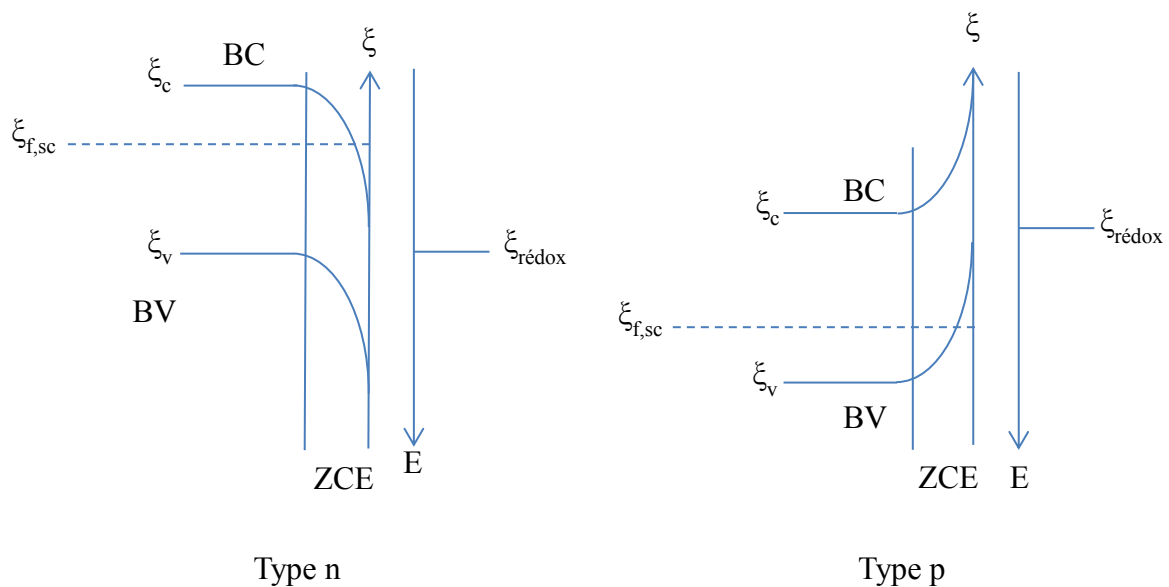 BC
ξ
ξc
ξf,sc
ξv
ξrédox
BV
E
ZCE
Type n
ξ
BC
ξc
ξrédox
ξf,sc
ξv
BV
ZCE
E
Type p